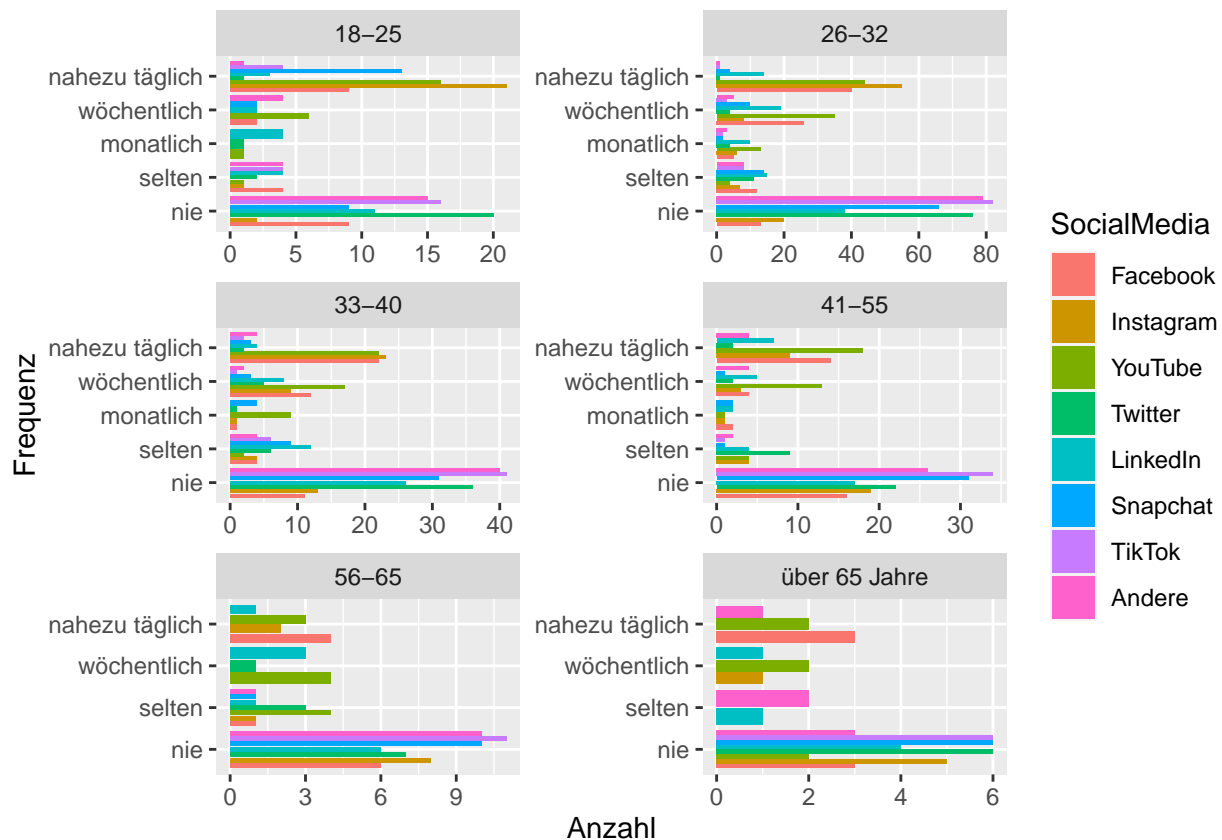 18−25
26−32
nahezu täglich
wöchentlich
monatlich
selten
nie
0 5 10 15 20
nahezu täglich
wöchentlich
monatlich
selten
nie
0 20 40 60 80
33−40
41−55
nahezu täglich
wöchentlich
monatlich
selten
nie
0 10 20 30 40
nahezu täglich
wöchentlich
monatlich
selten
nie
0 10 20 30
56−65
über 65 Jahre
nahezu täglich
wöchentlich
selten
nie
0 3 6 9
nahezu täglich
wöchentlich
selten
nie
0 2 4 6
Frequenz
Anzahl
SocialMedia
Facebook
Instagram
YouTube
Twitter
LinkedIn
Snapchat
TikTok
Andere